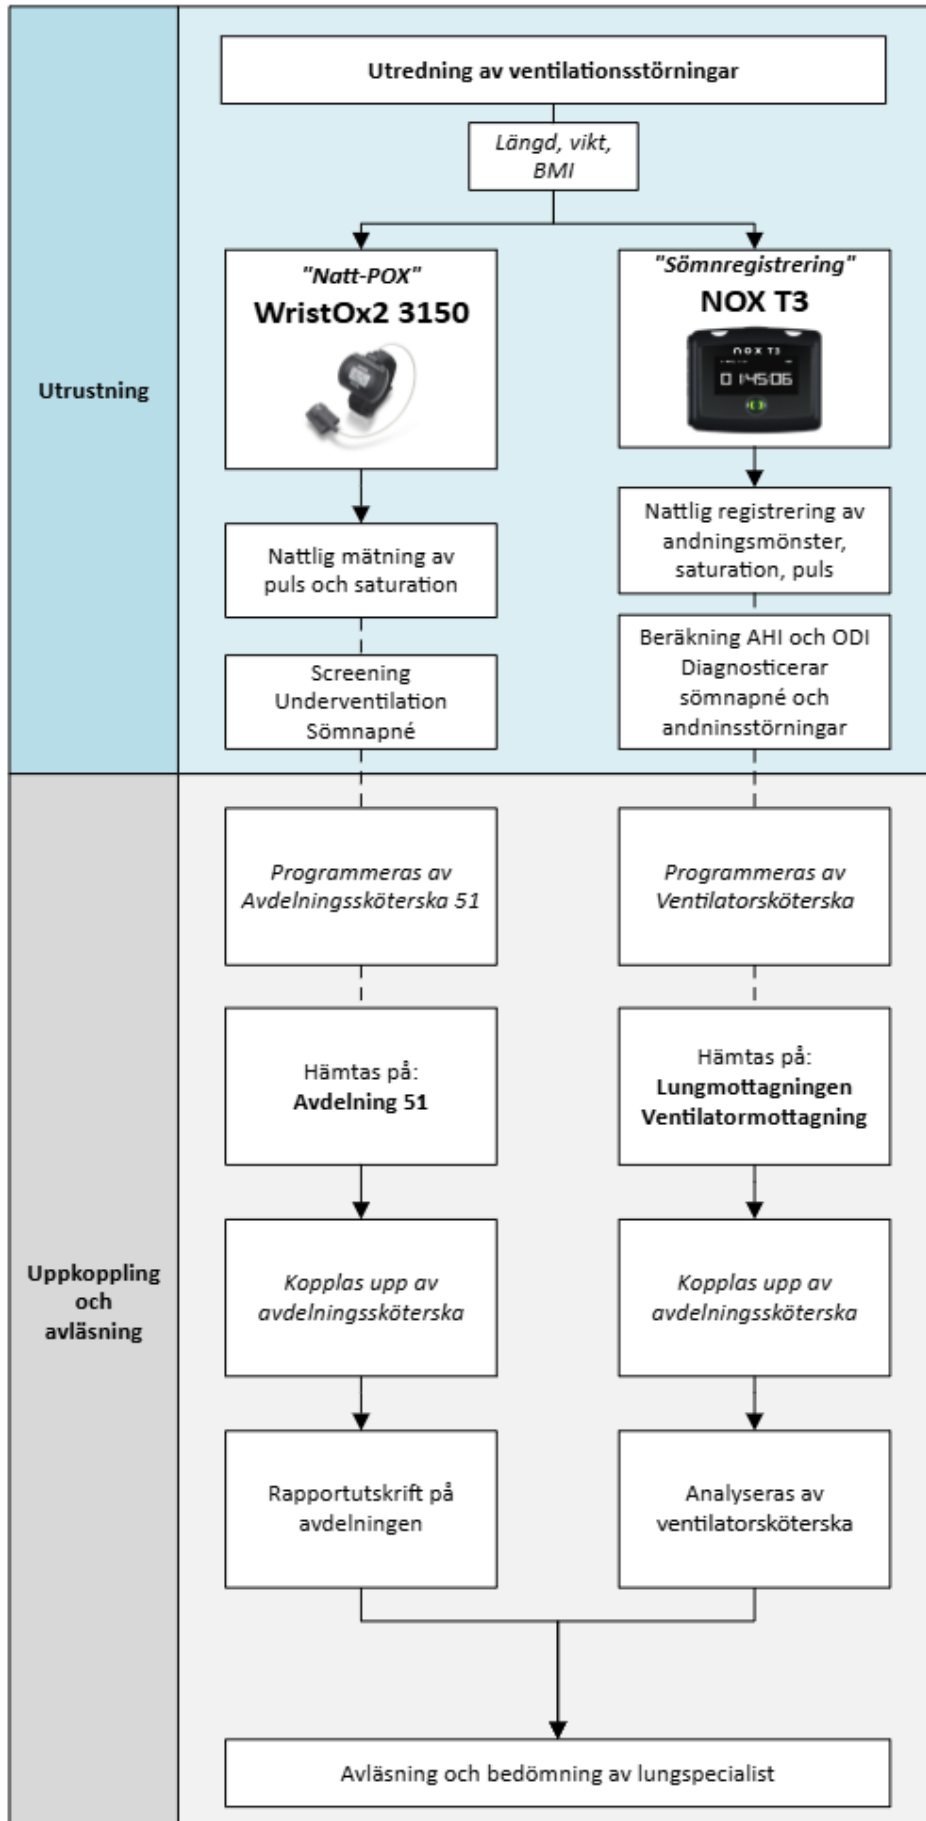 Utredning av ventilationsstörningar
Längd, vikt,
BMI
Utrustning
"Natt-POX"
WristOx2 3150
"Sömnregistrering"
NOX T3
nox T3
0 1:45:06
Nattlig mätning av
puls och saturation
Nattlig registrering av
andningsmönster,
saturation, puls
Screening
Underventilation
Sömnapné
Beräkning AHI och ODI
Diagnosticerar
sömnapné och
andninsstörningar
Uppkoppling
och
avläsning
Programmeras av
Avdelningssköterska 51
Programmeras av
Ventilatorsköterska
Hämtas på:
Avdelning 51
Hämtas på:
Lungmottagningen
Ventilatormottagning
Kopplas upp av
avdelningssköterska
Kopplas upp av
avdelningssköterska
Rapportutskrift på
avdelningen
Analyseras av
ventilatorsköterska
Avläsning och bedömning av lungspecialist